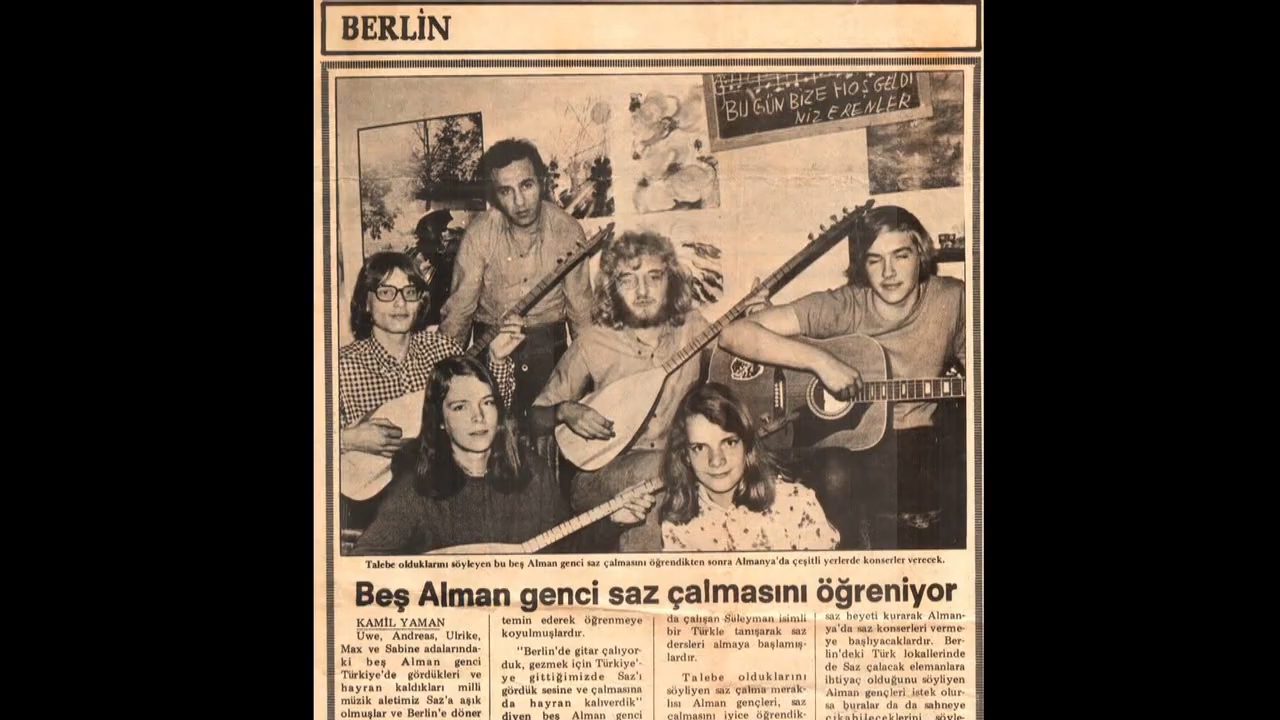 BERLİN
BU GÜN BİZE HOŞ GELDİ
NİZ ERENLER
Talebe olduklarını söyleyen bu beş Alman genci saz çalmasını öğrendikten sonra Almanya'da çeşitli yerlerde konserler verecek.
Beş Alman genci saz çalmasını öğreniyor
KAMİL YAMAN
Uwe, Andreas, Ulrike,
Max ve Sabine adalarında-
ki beş Alman genci
Türkiye'de gördükleri ve
hayran kaldıkları milli
müzik aletimiz Saz'a aşık
olmuşlar ve Berlin'e döner
temin ederek öğrenmeye
koyulmuşlardır.
"Berlin'de gitar çalıyor-
duk, gezmek için Türkiye'-
ye gittiğimizde Saz'ı
gördük sesine ve çalmasına
da hayran kalıverdik"
diyen beş Alman genci
da çalışan Süleyman isimli
bir Türkle tanışarak saz
dersleri almaya başlamış-
lardır.
Talebe olduklarını
söyliyen saz çalma merak-
lısı Alman gençleri, saz
çalmasını iyice öğrendik-
saz heyeti kurarak Alman-
ya'da saz konserleri verme-
ye başlıyacaklardır. Ber-
lin'deki Türk lokallerinde
de Saz çalacak elemanlara
ihtiyaç olduğunu söyliyen
Alman gençleri istek olur-
sa buralar da da sahneye
çıkabileceklerini söyle-